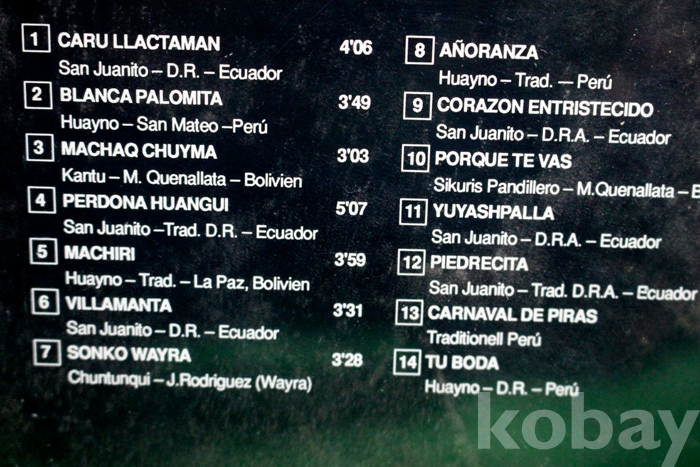 1 CARU LLACTAMAN 4'06
San Juanito – D.R. – Ecuador
2 BLANCA PALOMITA 3'49
Huayno – San Mateo –Perú
3 MACHAQ CHUYMA 3'03
Kantu – M. Quenallata – Bolivien
4 PERDONA HUANGUI 5'07
San Juanito –Trad. D.R. – Ecuador
5 MACHIRI 3'59
Huayno – Trad. – La Paz, Bolivien
6 VILLAMANTA 3'31
San Juanito – D.R. – Ecuador
7 SONKO WAYRA 3'28
Chuntunqui – J.Rodriguez (Wayra)
8 AÑORANZA
Huayno – Trad. — Perú
9 CORAZON ENTRISTECIDO
San Juanito – D.R.A. – Ecuador
10 PORQUE TE VAS
Sikuris Pandillero – M.Quenallata – B
11 YUYASHPALLA
San Juanito – D.R.A. – Ecuador
12 PIEDRECITA
San Juanito – Trad. D.R.A. – Ecuador
13 CARNAVAL DE PIRAS
Traditionell Perú
14 TU BODA
Huayno – D.R. – Perú
kobay